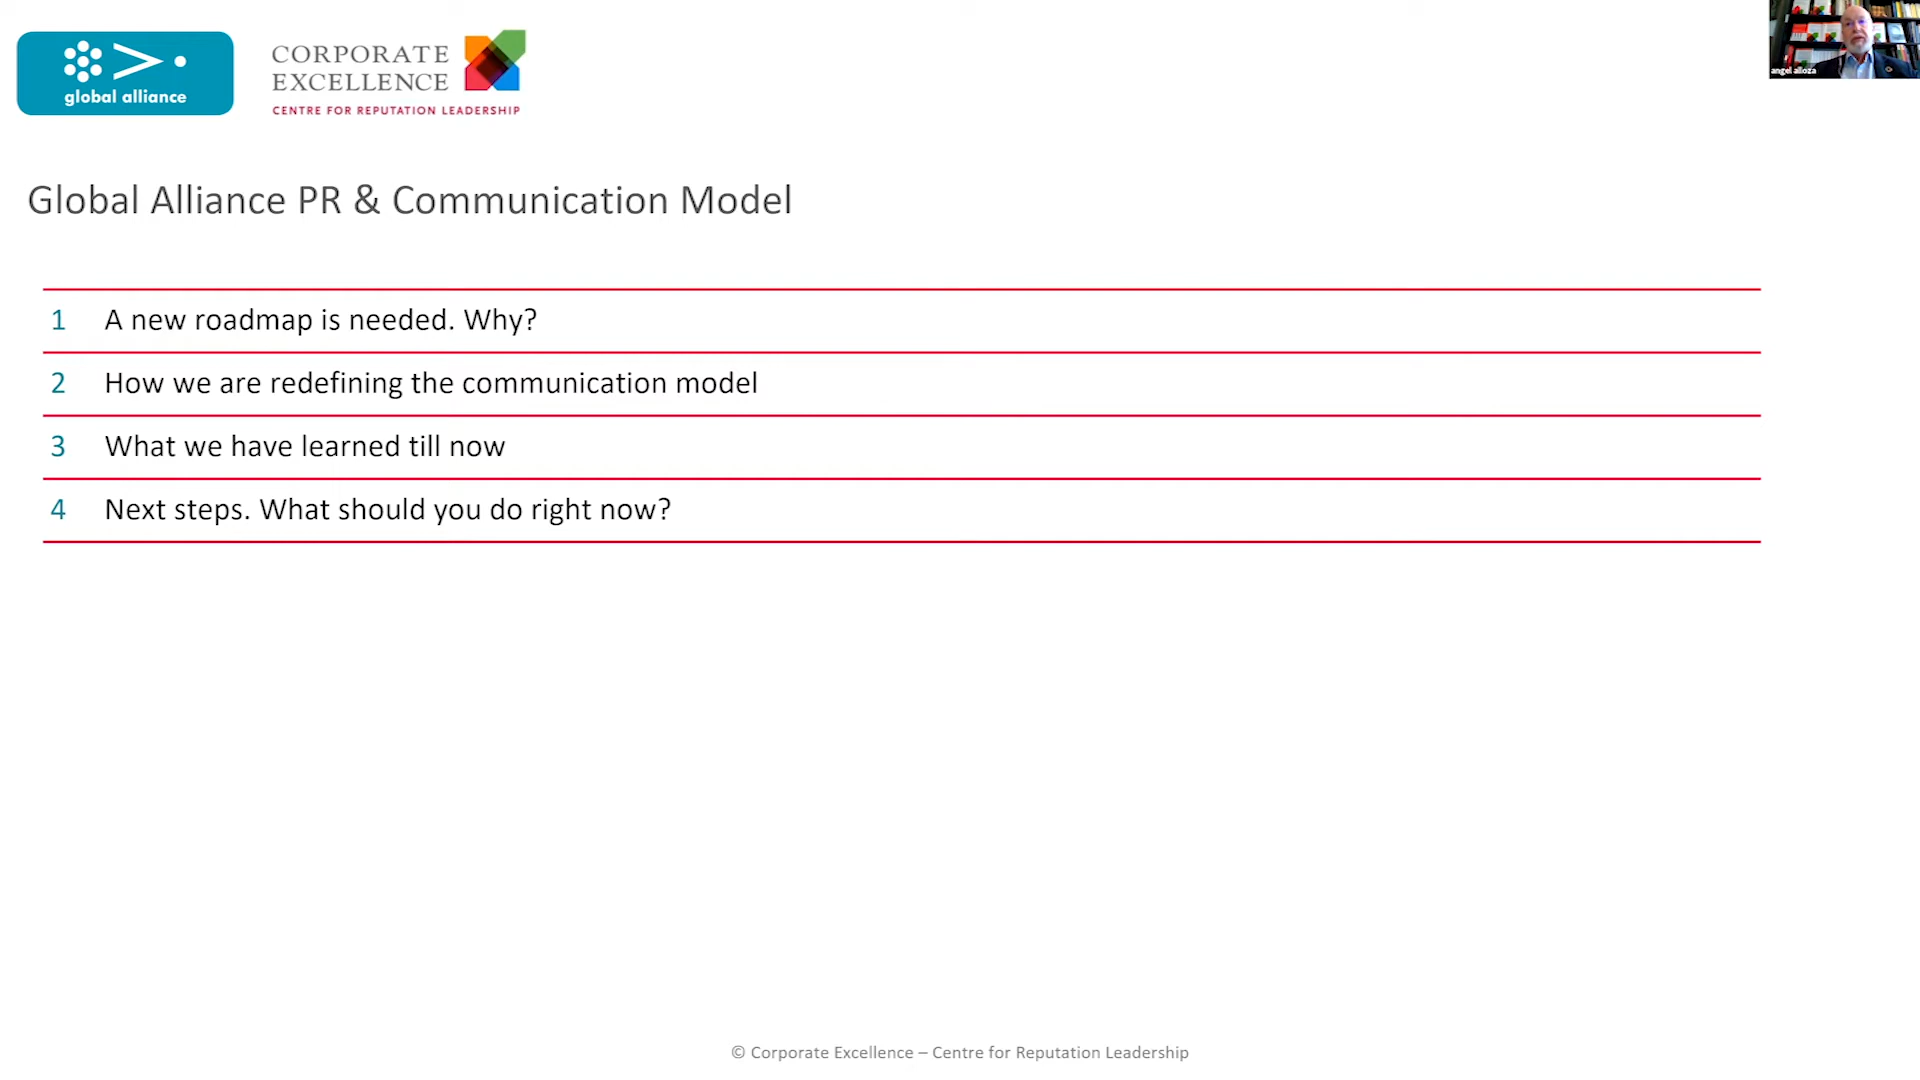 global alliance
CORPORATE
EXCELLENCE
CENTRE FOR REPUTATION LEADERSHIP
angel alloza
Global Alliance PR & Communication Model
1 A new roadmap is needed. Why?
2 How we are redefining the communication model
3 What we have learned till now
4 Next steps. What should you do right now?
© Corporate Excellence – Centre for Reputation Leadership